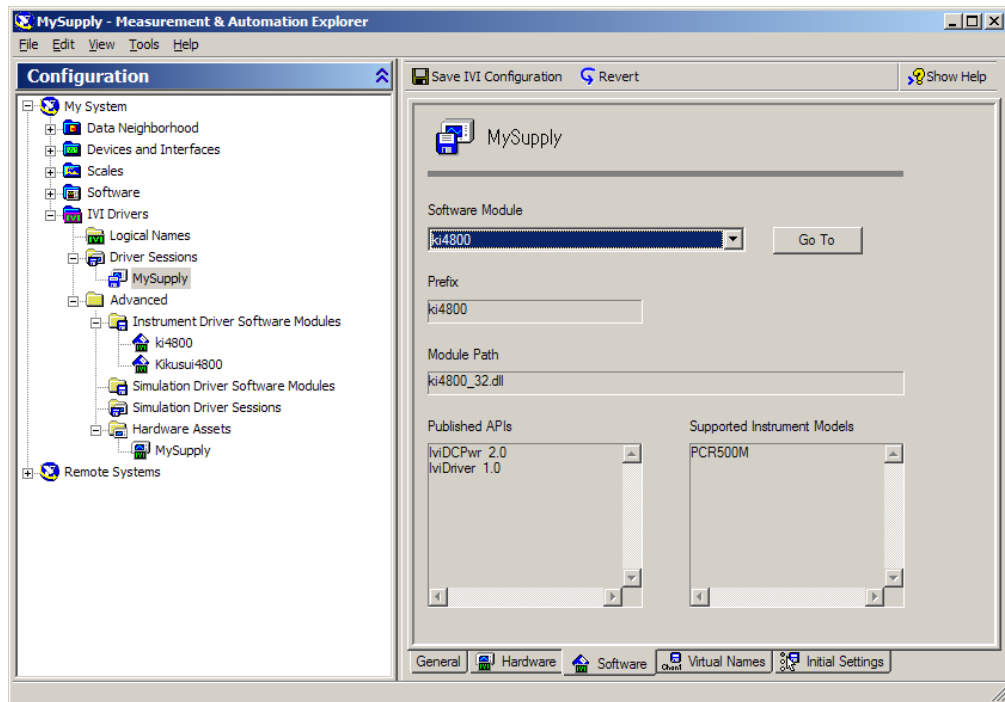 MySupply - Measurement & Automation Explorer
File Edit View Tools Help
Configuration
My System
Data Neighborhood
Devices and Interfaces
Scales
Software
IVI Drivers
Logical Names
Driver Sessions
MySupply
Advanced
Instrument Driver Software Modules
ki4800
Kikusui4800
Simulation Driver Software Modules
Simulation Driver Sessions
Hardware Assets
MySupply
Remote Systems
Save IVI Configuration Revert Show Help
MySupply
Software Module
ki4800 Go To
Prefix
ki4800
Module Path
ki4800_32.dll
Published APIs Supported Instrument Models
IviDCPwr 2.0 PCR500M
IviDriver 1.0
General Hardware Software Virtual Names Initial Settings